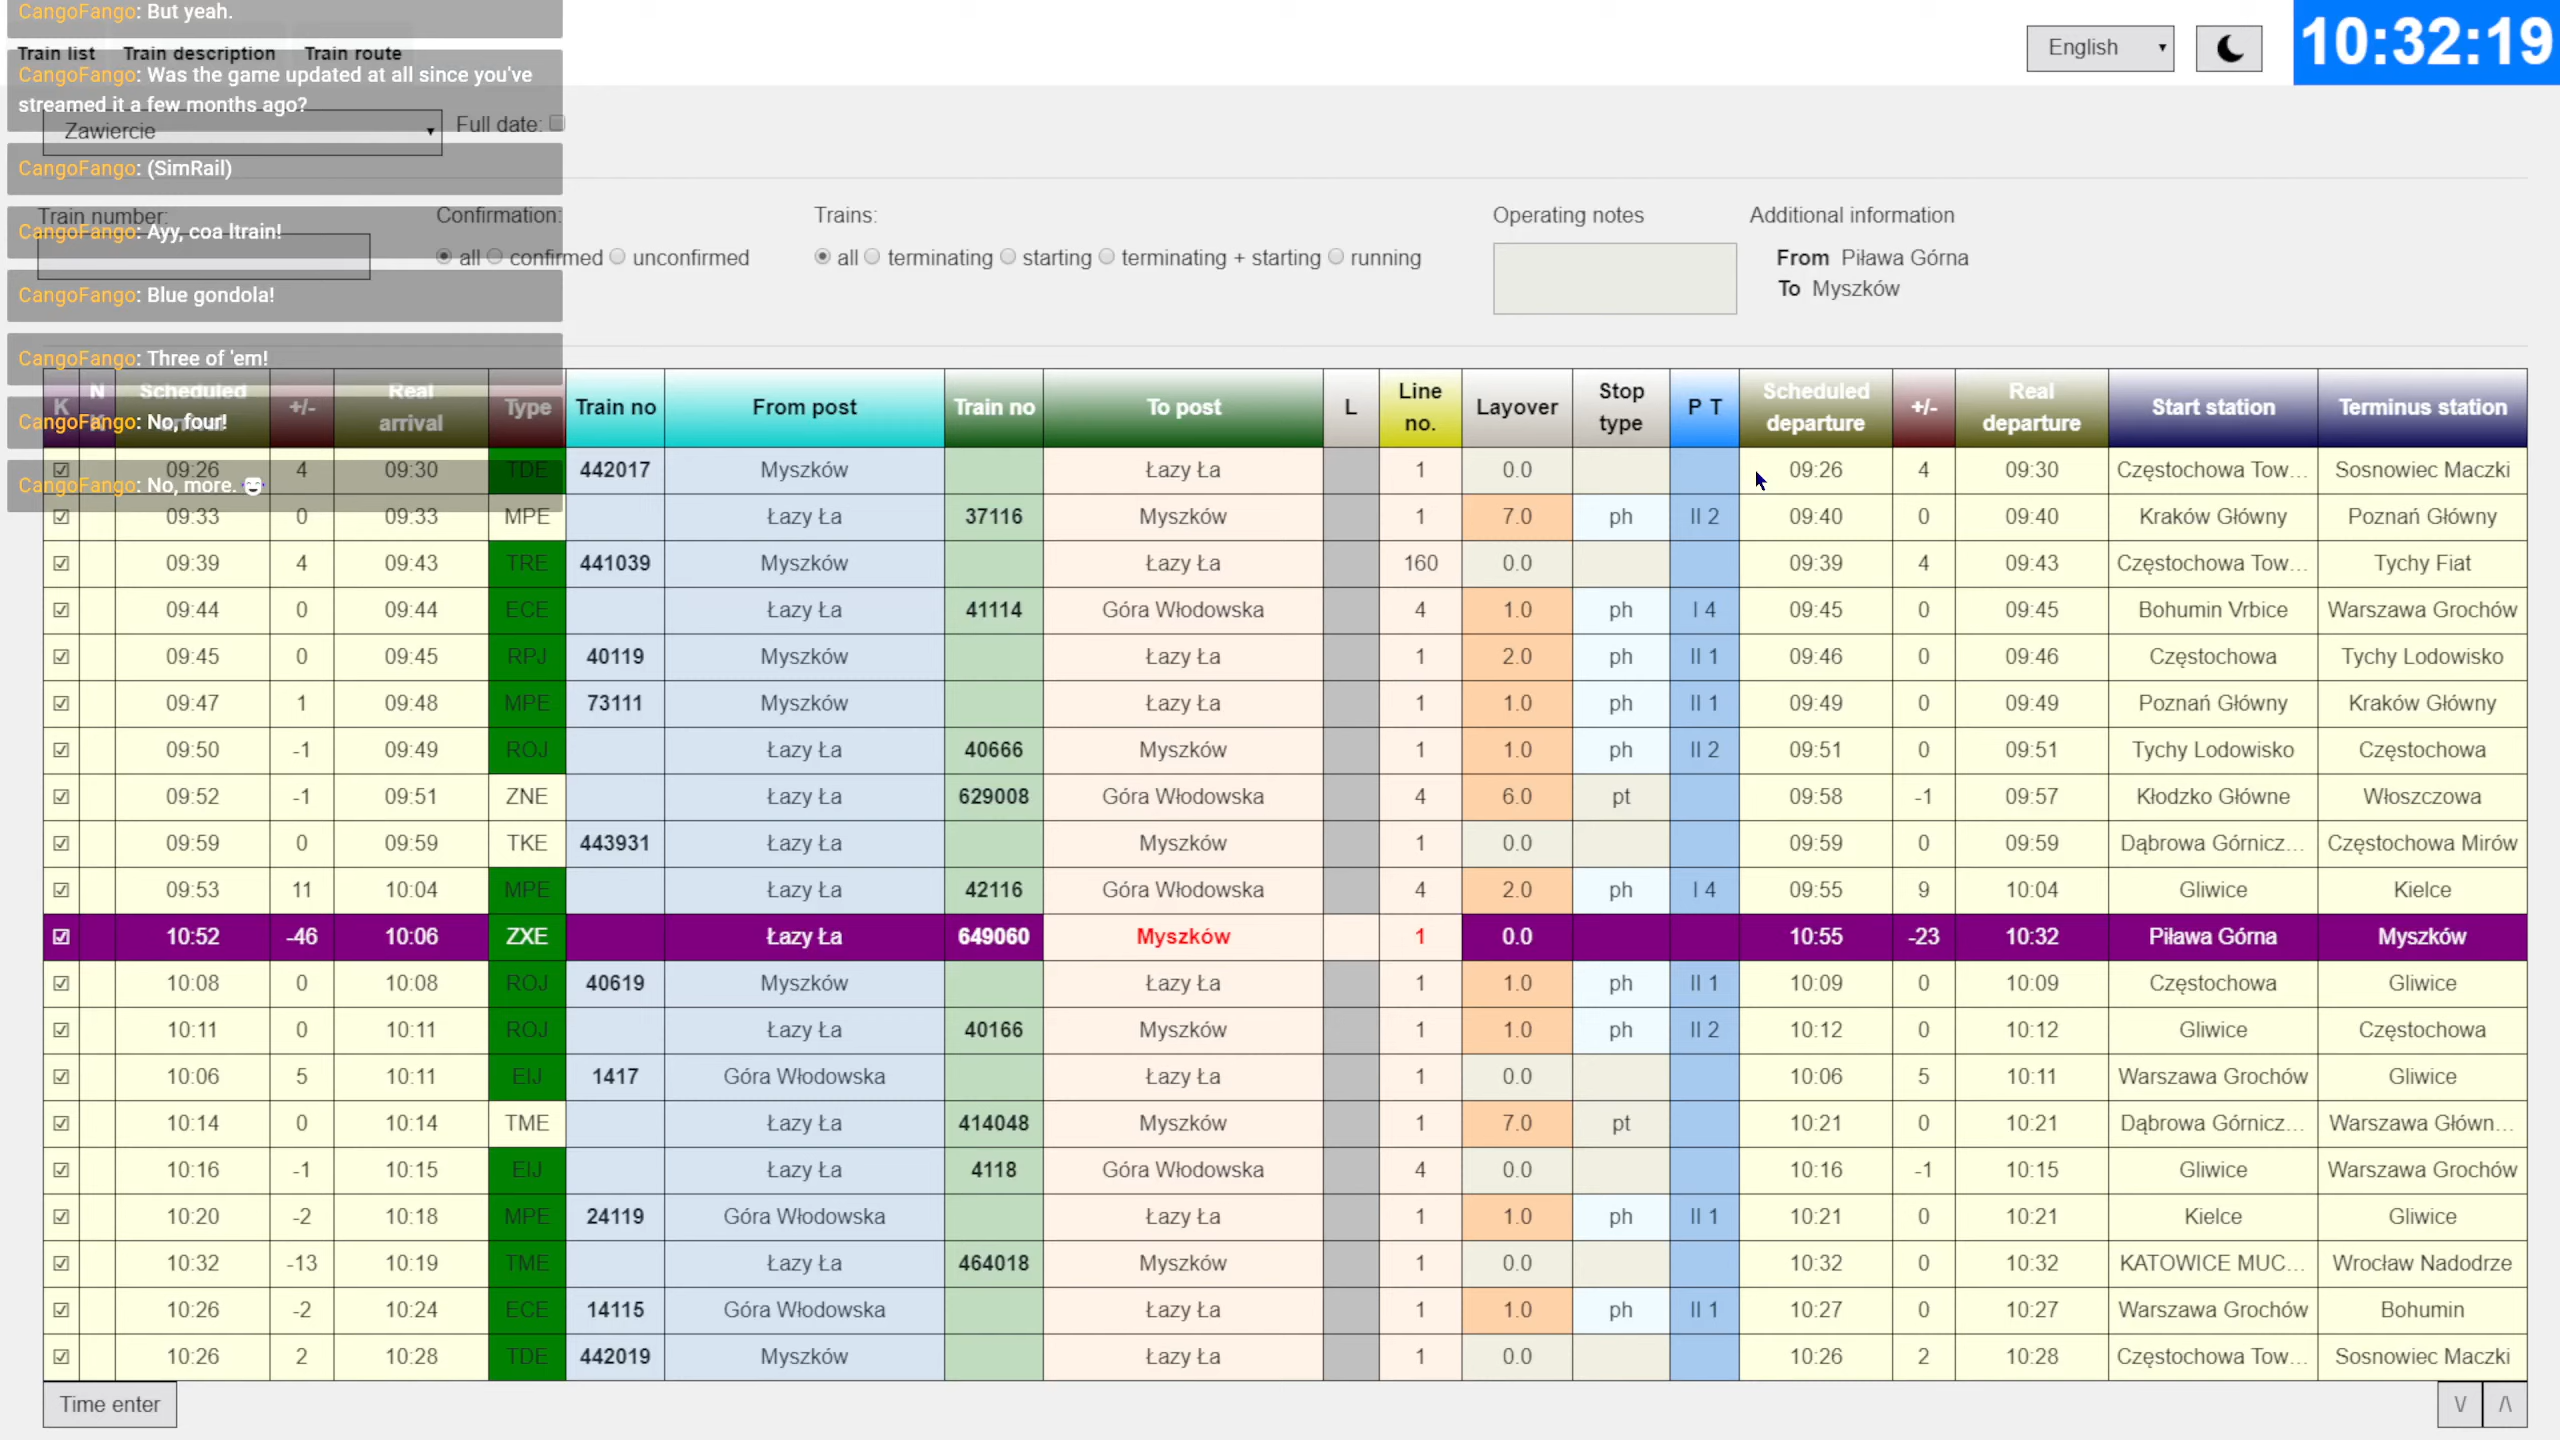 CangoFango: But yeah.
Train list Train description Train route
English
10:32:19
CangoFango: Was the game updated at all since you've
streamed it a few months ago?
Zawiercie
Full date:
CangoFango: (SimRail)
Train number:
CangoFango: Ayy, coa ltrain!
Confirmation:
all confirmed unconfirmed
Trains:
all terminating starting terminating + starting running
Operating notes
Additional information
From Piława Górna
To Myszków
CangoFango: Blue gondola!
CangoFango: Three of 'em!
CangoFango: No, four!
CangoFango: No, more.
K N Scheduled +/- Real arrival Type Train no From post Train no To post L Line no. Layover Stop type P T Scheduled departure +/- Real departure Start station Terminus station
09:26 4 09:30 TDE 442017 Myszków Łazy Ła 1 0.0 09:26 4 09:30 Częstochowa Tow... Sosnowiec Maczki
09:33 0 09:33 MPE Łazy Ła 37116 Myszków 1 7.0 ph II 2 09:40 0 09:40 Kraków Główny Poznań Główny
09:39 4 09:43 TRE 441039 Myszków Łazy Ła 160 0.0 09:39 4 09:43 Częstochowa Tow... Tychy Fiat
09:44 0 09:44 ECE Łazy Ła 41114 Góra Włodowska 4 1.0 ph I 4 09:45 0 09:45 Bohumin Vrbice Warszawa Grochów
09:45 0 09:45 RPJ 40119 Myszków Łazy Ła 1 2.0 ph II 1 09:46 0 09:46 Częstochowa Tychy Lodowisko
09:47 1 09:48 MPE 73111 Myszków Łazy Ła 1 1.0 ph II 1 09:49 0 09:49 Poznań Główny Kraków Główny
09:50 -1 09:49 ROJ Łazy Ła 40666 Myszków 1 1.0 ph II 2 09:51 0 09:51 Tychy Lodowisko Częstochowa
09:52 -1 09:51 ZNE Łazy Ła 629008 Góra Włodowska 4 6.0 pt 09:58 -1 09:57 Kłodzko Główne Włoszczowa
09:59 0 09:59 TKE 443931 Łazy Ła Myszków 1 0.0 09:59 0 09:59 Dąbrowa Górnicz... Częstochowa Mirów
09:53 11 10:04 MPE Łazy Ła 42116 Góra Włodowska 4 2.0 ph I 4 09:55 9 10:04 Gliwice Kielce
10:52 -46 10:06 ZXE Łazy Ła 649060 Myszków 1 0.0 10:55 -23 10:32 Piława Górna Myszków
10:08 0 10:08 ROJ 40619 Myszków Łazy Ła 1 1.0 ph II 1 10:09 0 10:09 Częstochowa Gliwice
10:11 0 10:11 ROJ Łazy Ła 40166 Myszków 1 1.0 ph II 2 10:12 0 10:12 Gliwice Częstochowa
10:06 5 10:11 EIJ 1417 Góra Włodowska Łazy Ła 1 0.0 10:06 5 10:11 Warszawa Grochów Gliwice
10:14 0 10:14 TME Łazy Ła 414048 Myszków 1 7.0 pt 10:21 0 10:21 Dąbrowa Górnicz... Warszawa Główn...
10:16 -1 10:15 EIJ Łazy Ła 4118 Góra Włodowska 4 0.0 10:16 -1 10:15 Gliwice Warszawa Grochów
10:20 -2 10:18 MPE 24119 Góra Włodowska Łazy Ła 1 1.0 ph II 1 10:21 0 10:21 Kielce Gliwice
10:32 -13 10:19 TME Łazy Ła 464018 Myszków 1 0.0 10:32 0 10:32 KATOWICE MUC... Wrocław Nadodrze
10:26 -2 10:24 ECE 14115 Góra Włodowska Łazy Ła 1 1.0 ph II 1 10:27 0 10:27 Warszawa Grochów Bohumin
10:26 2 10:28 TDE 442019 Myszków Łazy Ła 1 0.0 10:26 2 10:28 Częstochowa Tow... Sosnowiec Maczki
Time enter